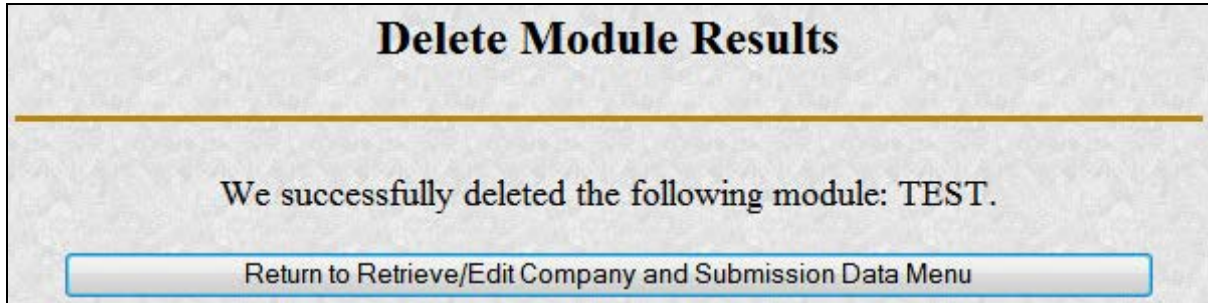 Delete Module Results
We successfully deleted the following module: TEST.
Return to Retrieve/Edit Company and Submission Data Menu